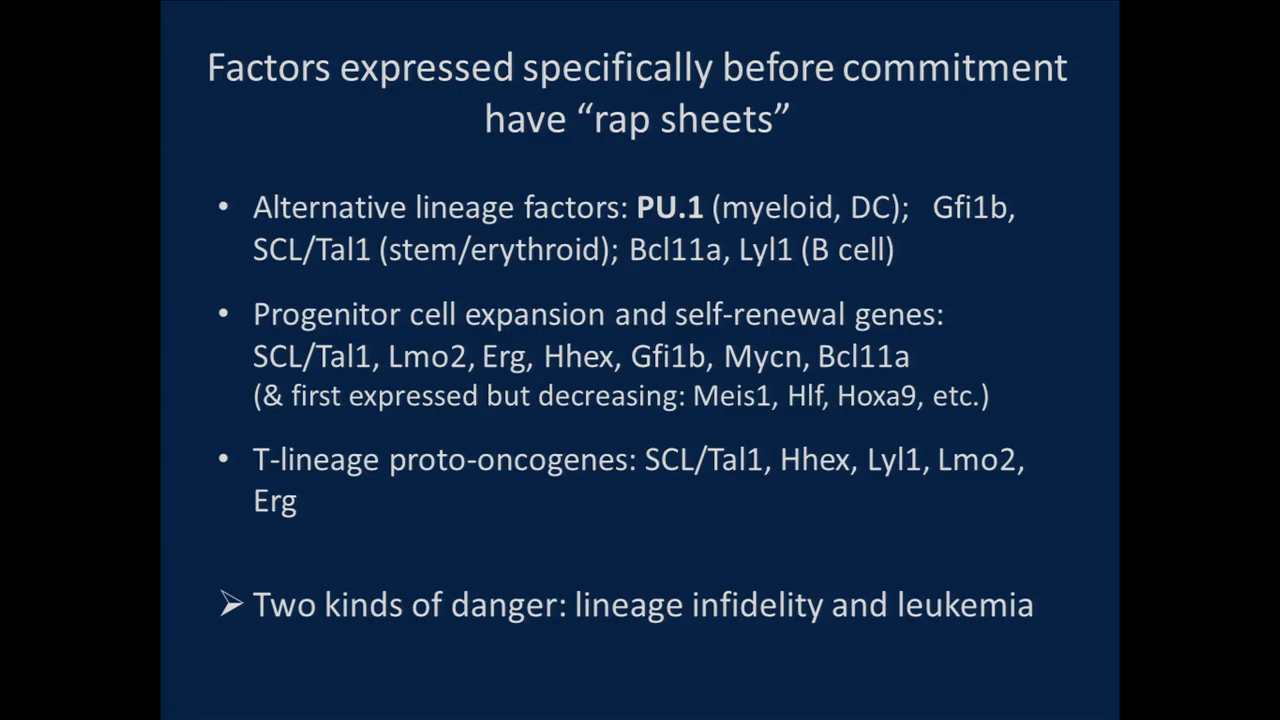 Factors expressed specifically before commitment
have “rap sheets”
• Alternative lineage factors: PU.1 (myeloid, DC); Gfi1b,
SCL/Tal1 (stem/erythroid); Bcl11a, Lyl1 (B cell)
• Progenitor cell expansion and self-renewal genes:
SCL/Tal1, Lmo2, Erg, Hhex, Gfi1b, Mycn, Bcl11a
(& first expressed but decreasing: Meis1, Hlf, Hoxa9, etc.)
• T-lineage proto-oncogenes: SCL/Tal1, Hhex, Lyl1, Lmo2,
Erg
➢ Two kinds of danger: lineage infidelity and leukemia